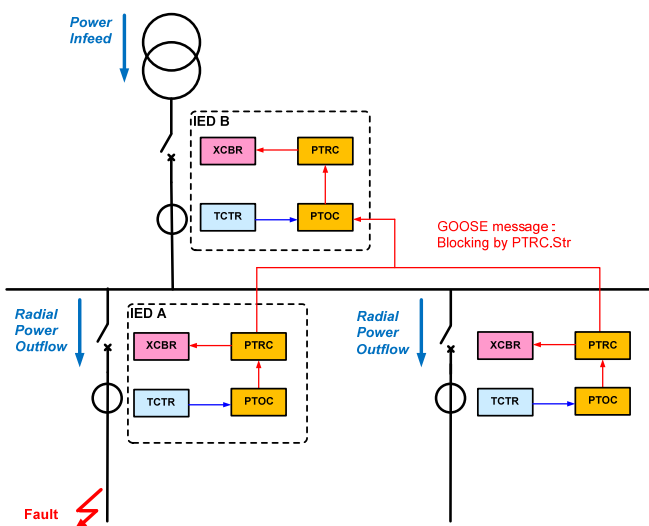 Power
Infeed
IED B
XCBR
PTRC
TCTR
PTOC
GOOSE message :
Blocking by PTRC.Str
Radial
Power
Outflow
IED A
XCBR
PTRC
TCTR
PTOC
Radial
Power
Outflow
XCBR
PTRC
TCTR
PTOC
Fault